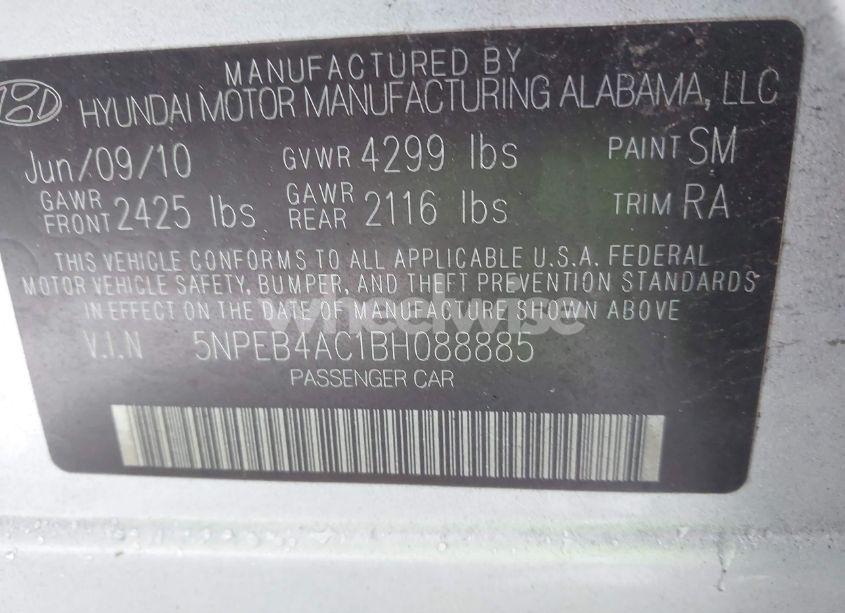 MANUFACTURED BY
HYUNDAI MOTOR MANUFACTURING ALABAMA, LLC
Jun/09/10 GVWR 4299 lbs PAINT SM
GAWR FRONT 2425 lbs GAWR REAR 2116 lbs TRIM RA
THIS VEHICLE CONFORMS TO ALL APPLICABLE U.S.A. FEDERAL
MOTOR VEHICLE SAFETY, BUMPER, AND THEFT PREVENTION STANDARDS
IN EFFECT ON THE DATE OF MANUFACTURE SHOWN ABOVE
wheelwise
V.I.N 5NPEB4AC1BH088885
PASSENGER CAR